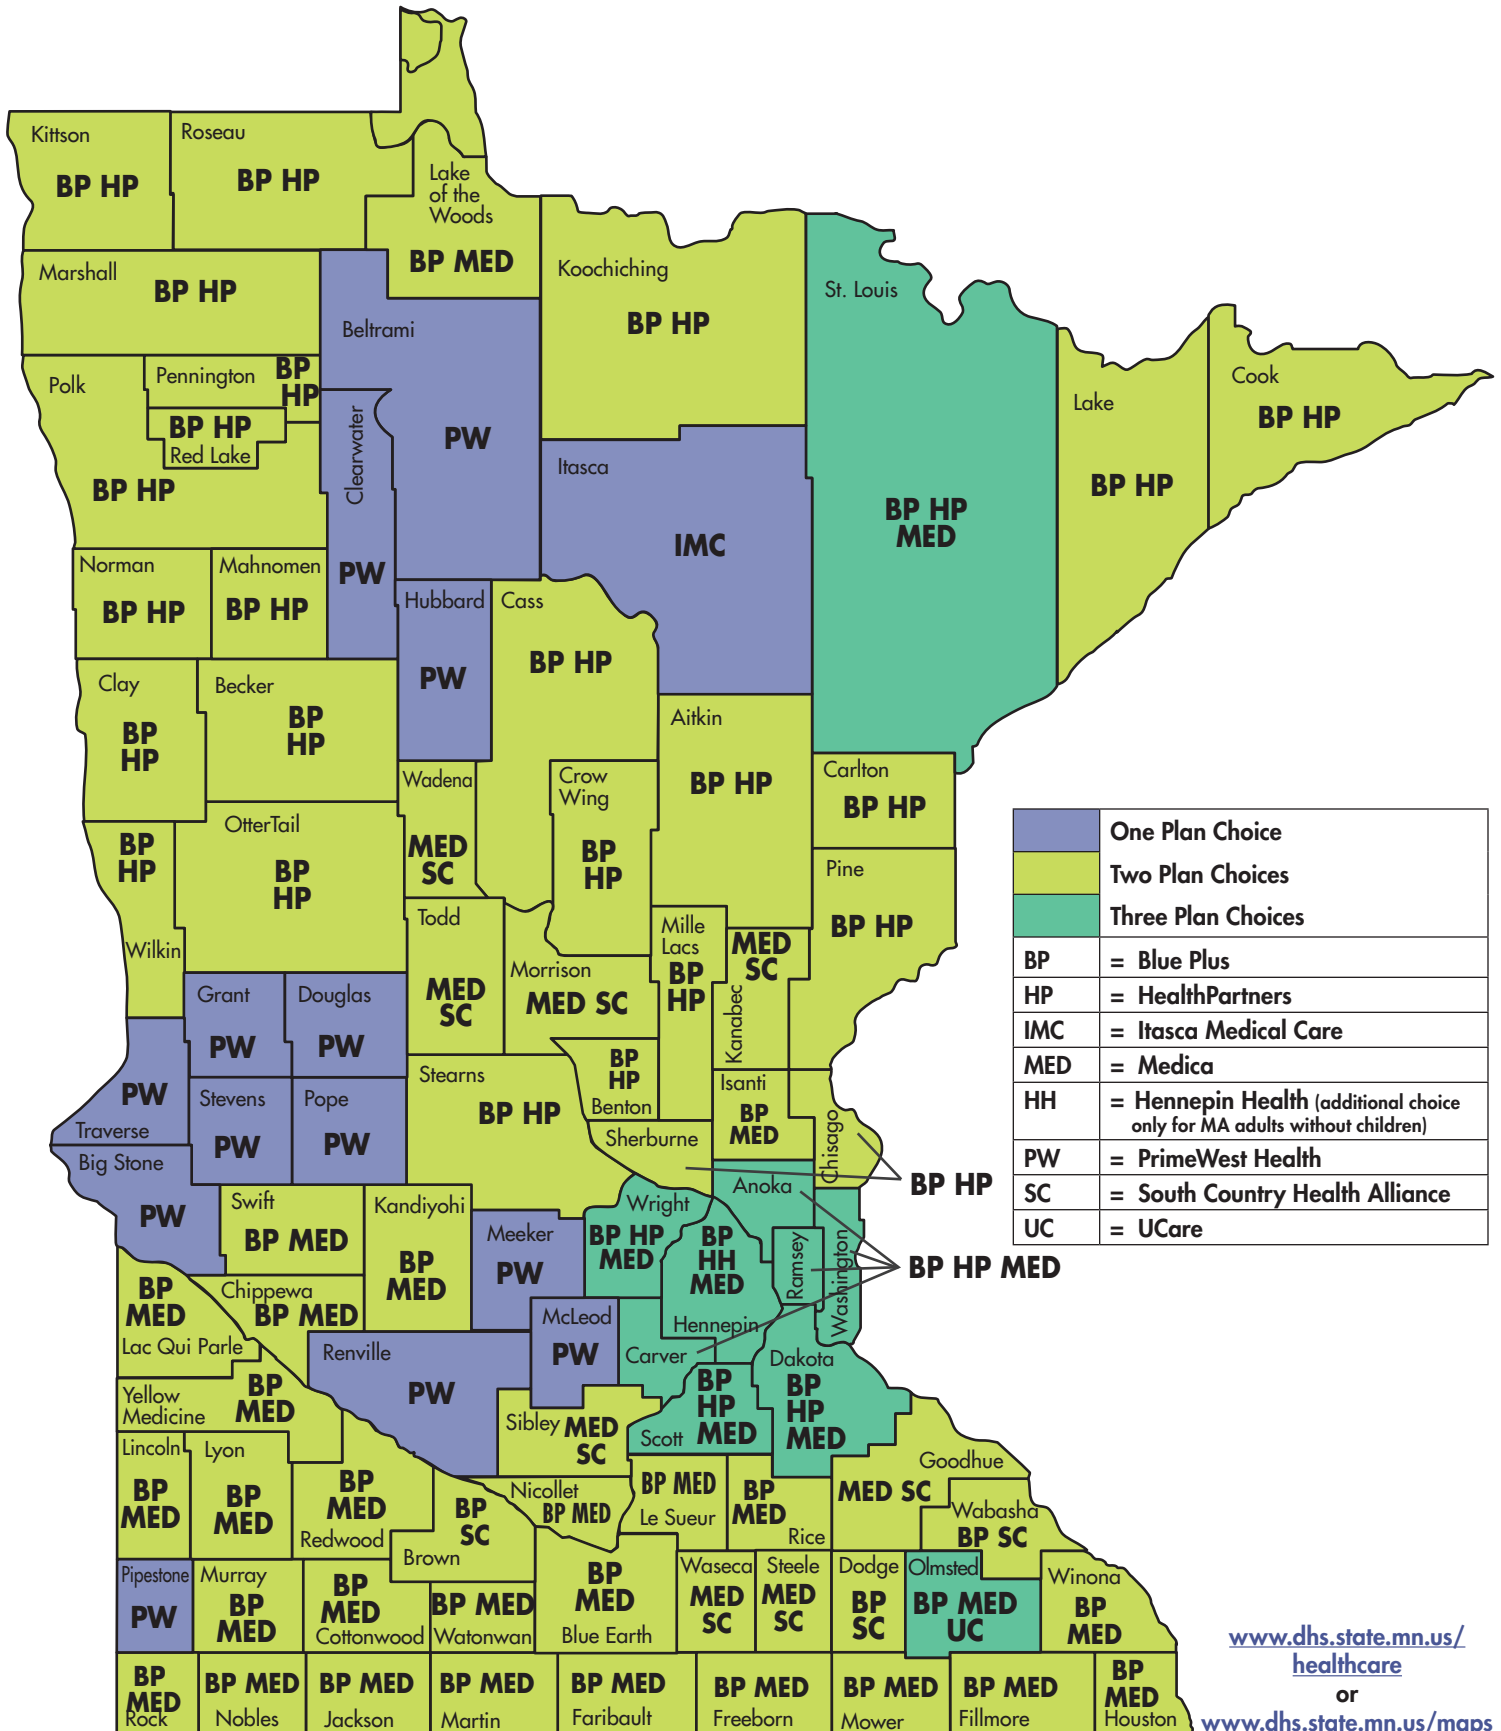 Kittson
BP HP
Roseau
BP HP
Lake
of the
Woods
BP MED
Marshall
BP HP
Koochiching
BP HP
St. Louis
BP HP
MED
Beltrami
PW
Lake
BP HP
Cook
BP HP
Polk
BP HP
Pennington
BP
HP
BP HP
Red Lake
Clearwater
PW
Itasca
IMC
Norman
BP HP
Mahnomen
BP HP
Hubbard
PW
Cass
BP HP
Clay
BP
HP
Becker
BP
HP
Aitkin
BP HP
Wadena
MED
SC
Crow
Wing
BP
HP
Carlton
BP HP
BP
HP
Wilkin
OtterTail
BP
HP
Pine
BP HP
Todd
MED
SC
Morrison
MED SC
Mille
Lacs
BP
HP
MED
SC
Kanabec
Grant
PW
Douglas
PW
PW
Traverse
Stevens
PW
Pope
PW
Stearns
BP HP
BP
HP
Benton
Isanti
BP
MED
Sherburne
Chisago
BP HP
Big Stone
PW
Swift
BP MED
Kandiyohi
BP
MED
Meeker
PW
Wright
BP HP
MED
BP
HH
MED
Hennepin
Anoka
Ramsey
Washington
BP HP MED
BP
MED
Lac Qui Parle
Chippewa
BP MED
Renville
PW
McLeod
PW
Carver
Dakota
BP
HP
MED
BP
HP
MED
Scott
Yellow
Medicine
BP
MED
Sibley
MED
SC
Lincoln
BP
MED
Lyon
BP
MED
BP
MED
Redwood
BP
SC
Brown
Nicollet
BP MED
BP MED
Le Sueur
BP
MED
Rice
Goodhue
MED SC
Wabasha
BP SC
Pipestone
PW
Murray
BP
MED
BP
MED
Cottonwood
BP MED
Watonwan
BP
MED
Blue Earth
Waseca
MED
SC
Steele
MED
SC
Dodge
BP
SC
Olmsted
BP MED
UC
Winona
BP
MED
BP
MED
Rock
BP MED
Nobles
BP MED
Jackson
BP MED
Martin
BP MED
Faribault
BP MED
Freeborn
BP MED
Mower
BP MED
Fillmore
BP
MED
Houston
One Plan Choice
Two Plan Choices
Three Plan Choices
BP = Blue Plus
HP = HealthPartners
IMC = Itasca Medical Care
MED = Medica
HH = Hennepin Health (additional choice
only for MA adults without children)
PW = PrimeWest Health
SC = South Country Health Alliance
UC = UCare
www.dhs.state.mn.us/
healthcare
or
www.dhs.state.mn.us/maps